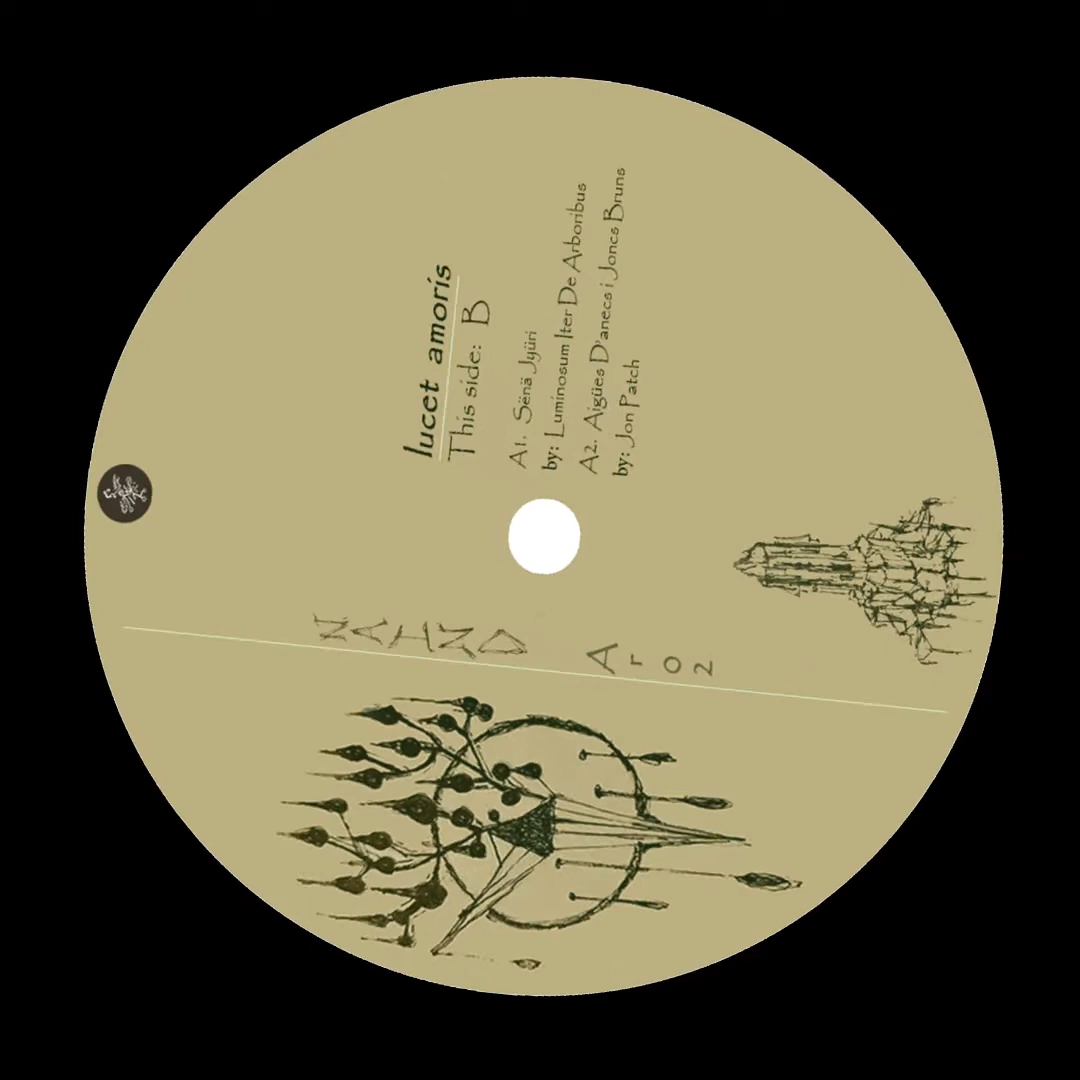 lucet amoris
This side: B
A1. Sënä Jyüri
by: Luminosum Iter De Arboribus
A2. Aigües D'anecs i Joncs Bruns
by: Jon Patch
Ar02